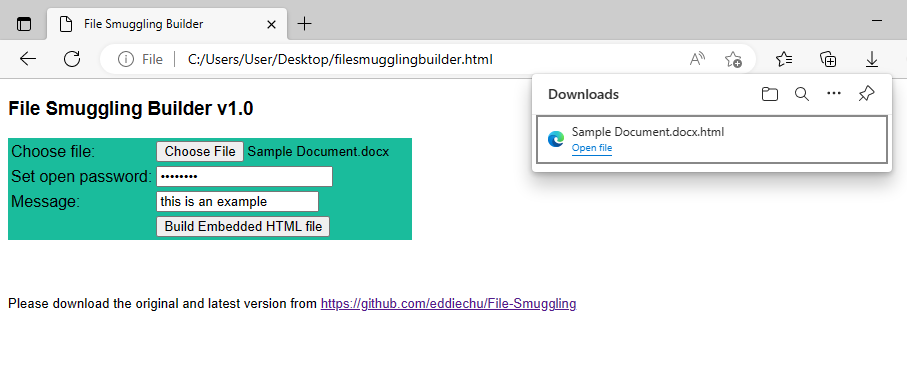 File Smuggling Builder
File C:/Users/User/Desktop/filesmugglingbuilder.html
Downloads
Sample Document.docx.html
Open file
File Smuggling Builder v1.0
Choose file: Choose File Sample Document.docx
Set open password: ••••••••
Message: this is an example
Build Embedded HTML file
Please download the original and latest version from https://github.com/eddiechu/File-Smuggling